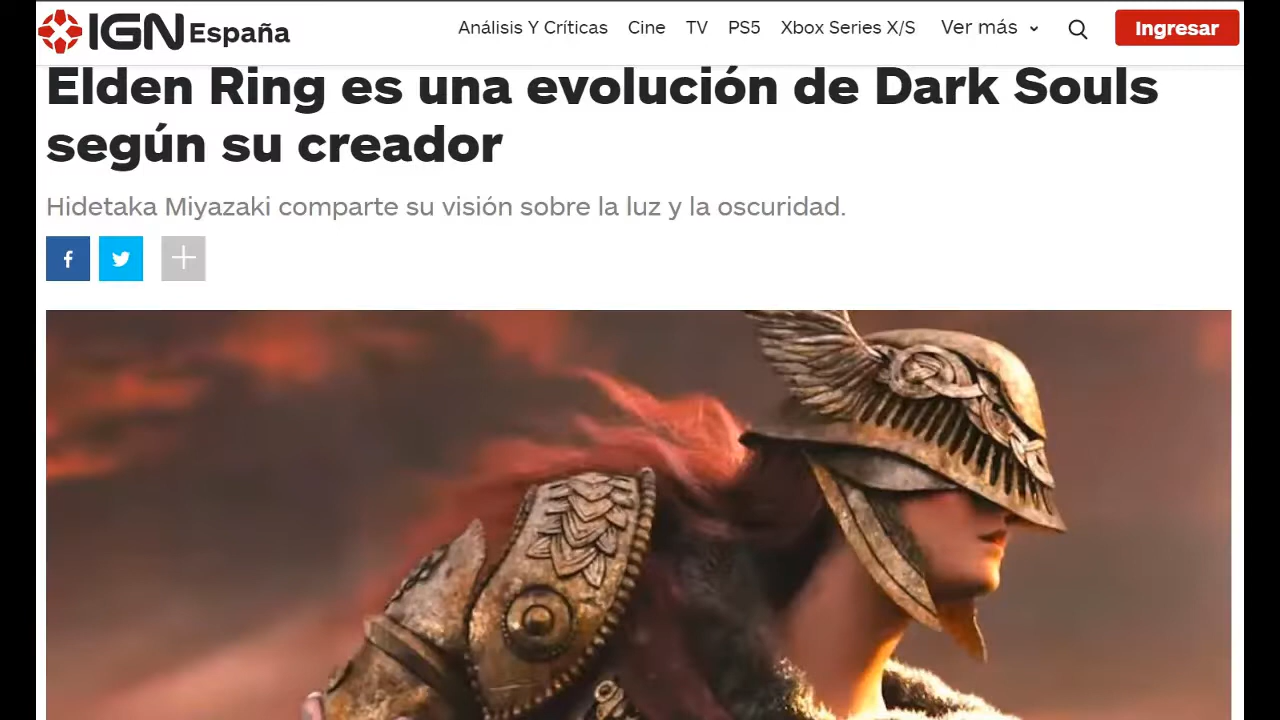 IGN España
Análisis Y Críticas Cine TV PS5 Xbox Series X/S Ver más Ingresar
Elden Ring es una evolución de Dark Souls
según su creador
Hidetaka Miyazaki comparte su visión sobre la luz y la oscuridad.